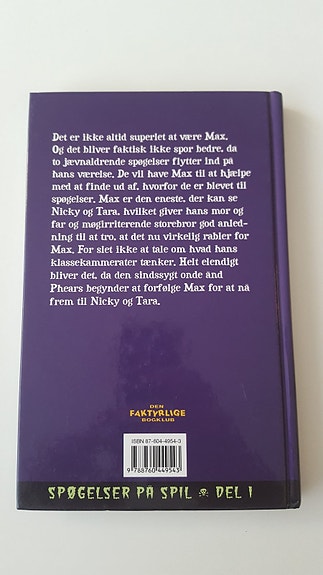 Det er ikke altid superlet at være Max.
Og det bliver faktisk ikke spor bedre, da
to jævnaldrende spøgelser flytter ind på
hans værelse. De vil have Max til at hjælpe
med at finde ud af, hvorfor de er blevet til
spøgelser. Max er den eneste, der kan se
Nicky og Tara, hvilket giver hans mor og
far og møgirriterende storebror god anled-
ning til at tro, at det nu virkelig rabler for
Max. For slet ikke at tale om hvad hans
klassekammerater tænker. Helt elendigt
bliver det, da den sindssygt onde ånd
Phears begynder at forfølge Max for at nå
frem til Nicky og Tara.
DEN
FAKTYRLIGE
BOGKLUB
ISBN 87-604-4954-3
9 788760 449543
SPØGELSER PÅ SPIL DEL 1